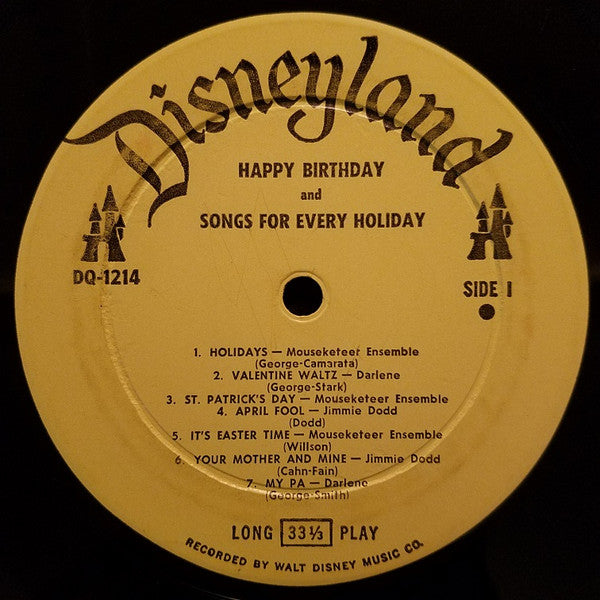 Disneyland
HAPPY BIRTHDAY
and
SONGS FOR EVERY HOLIDAY
DQ-1214
SIDE 1
1. HOLIDAYS — Mouseketeer Ensemble
(George-Camarata)
2. VALENTINE WALTZ — Darlene
(George-Stark)
3. ST. PATRICK'S DAY — Mouseketeer Ensemble
4. APRIL FOOL — Jimmie Dodd
(Dodd)
5. IT'S EASTER TIME — Mouseketeer Ensemble
(Willson)
6. YOUR MOTHER AND MINE — Jimmie Dodd
(Cahn-Fain)
7. MY PA — Darlene
(George-Smith)
LONG 33⅓ PLAY
RECORDED BY WALT DISNEY MUSIC CO.